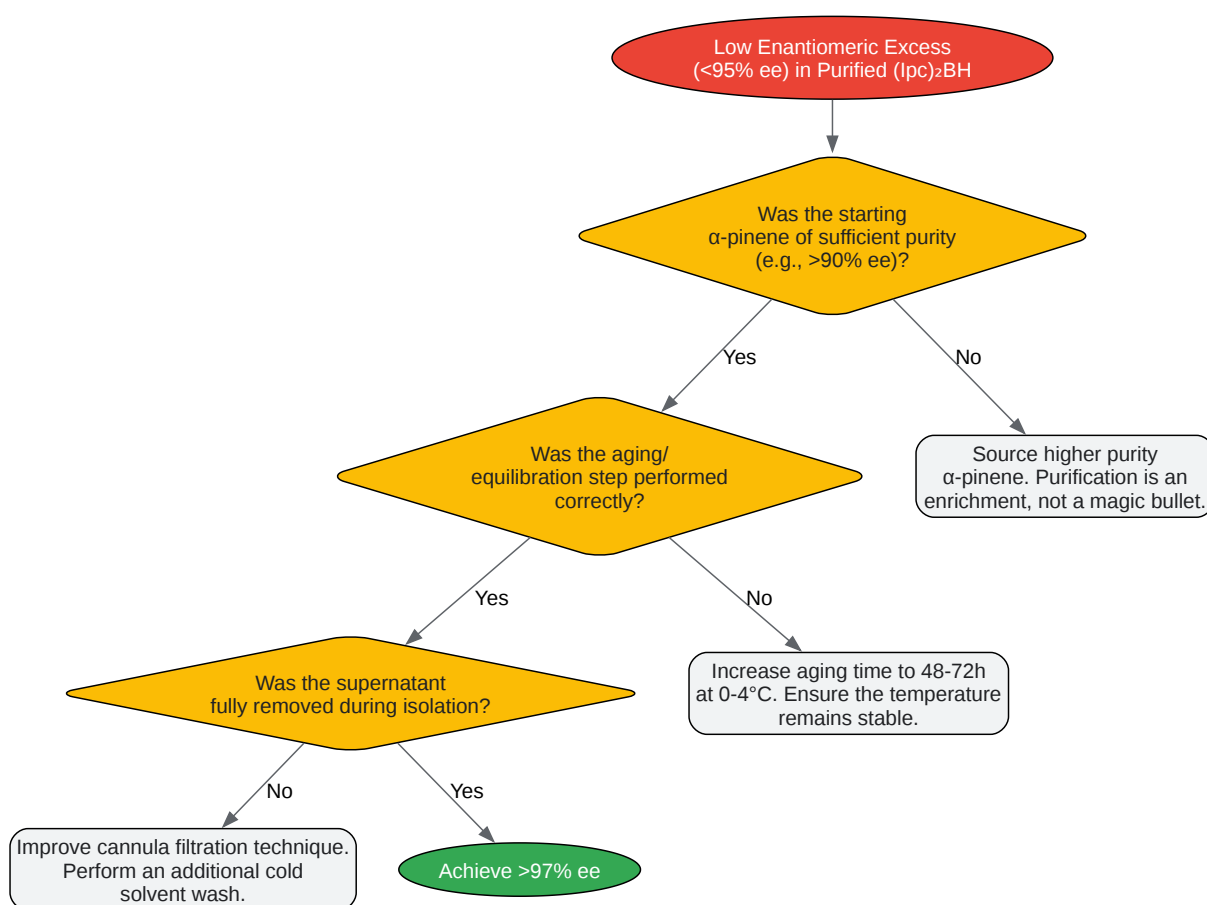 Low Enantiomeric Excess
(<95% ee) in Purified (Ipc)₂BH
Was the starting
α-pinene of sufficient purity
(e.g., >90% ee)?
Yes
No
Was the aging/
equilibration step performed
correctly?
Source higher purity
α-pinene. Purification is an
enrichment, not a magic bullet.
Yes
No
Was the supernatant
fully removed during isolation?
Increase aging time to 48-72h
at 0-4°C. Ensure the temperature
remains stable.
No
Yes
Improve cannula filtration technique.
Perform an additional cold
solvent wash.
Achieve >97% ee